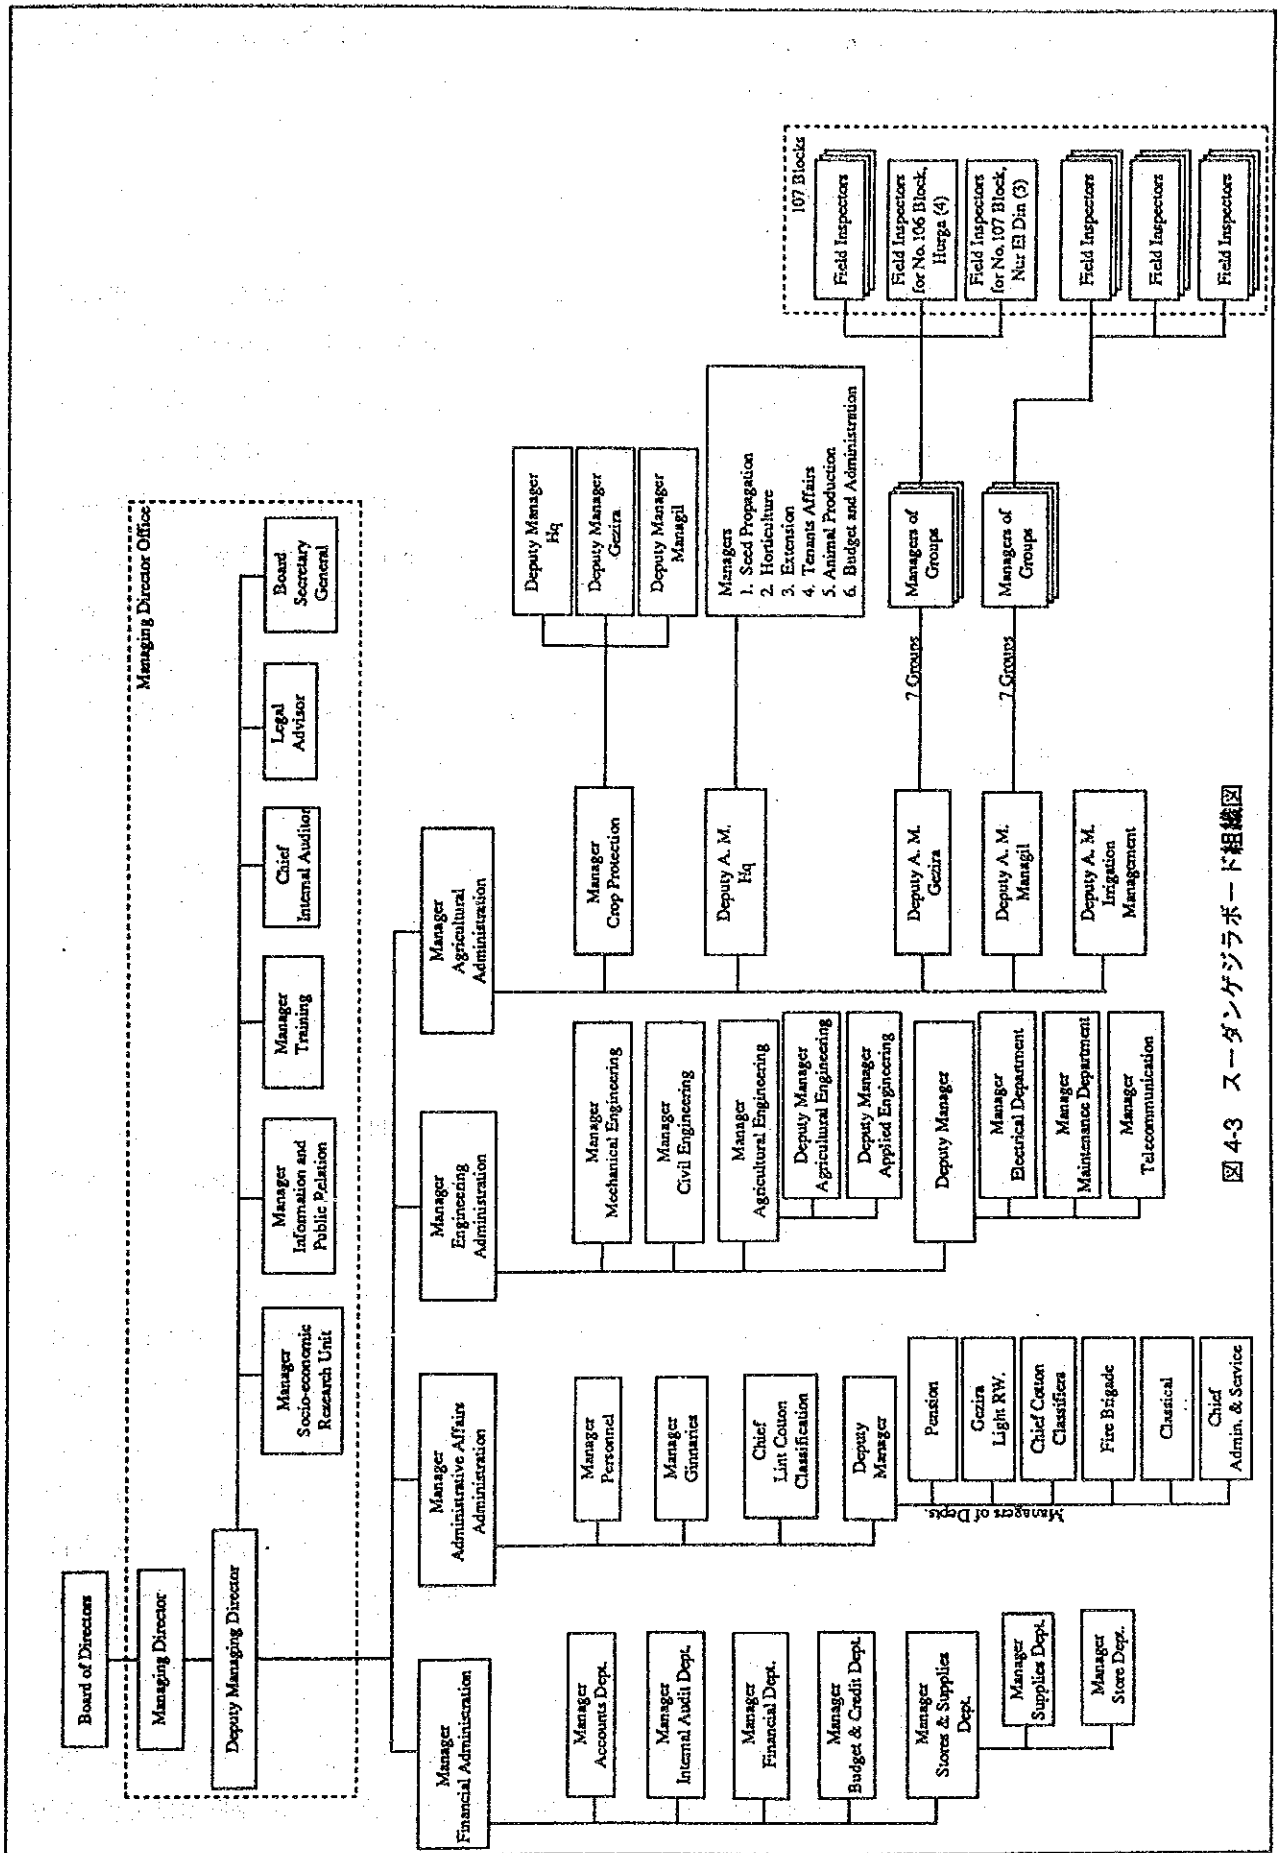 Board of Directors
Managing Director Office
Managing Director
Deputy Managing Director
Manager
Socio-economic
Research Unit
Manager
Information and
Public Relation
Manager
Training
Chief
Internal Auditor
Legal
Advisor
Board
Secretary
General
Manager
Financial Administration
Manager
Administrative Affairs
Administration
Manager
Engineering
Administration
Manager
Agricultural
Administration
Manager
Accounts Dept.
Manager
Internal Audit Dept.
Manager
Financial Dept.
Manager
Budget & Credit Dept.
Manager
Stores & Supplies
Dept.
Manager
Supplies Dept.
Manager
Store Dept.
Manager
Personnel
Manager
Ginnaries
Chief
Lint Cotton
Classification
Deputy
Manager
Managers of Depts.
Pension
Gezira
Light RW.
Chief Cotton
Classifiers
Fire Brigade
Classical
Chief
Admin. & Service
Manager
Mechanical Engineering
Manager
Civil Engineering
Manager
Agricultural Engineering
Deputy Manager
Agricultural Engineering
Deputy Manager
Applied Engineering
Deputy Manager
Manager
Electrical Department
Manager
Maintenance Department
Manager
Telecommunication
Manager
Crop Protection
Deputy Manager
Hq
Deputy Manager
Gezira
Deputy Manager
Managil
Deputy A. M.
Hq
Managers
1. Seed Propagation
2. Horticulture
3. Extension
4. Tenants Affairs
5. Animal Production
6. Budget and Administration
Deputy A. M.
Gezira
7 Groups
Managers of
Groups
Deputy A. M.
Managil
7 Groups
Managers of
Groups
Deputy A. M.
Irrigation
Management
107 Blocks
Field Inspectors
Field Inspectors
for No.106 Block,
Hurga (4)
Field Inspectors
for No.107 Block,
Nur El Din (3)
Field Inspectors
Field Inspectors
Field Inspectors
図 4-3 スーダンゲジラボード組織図